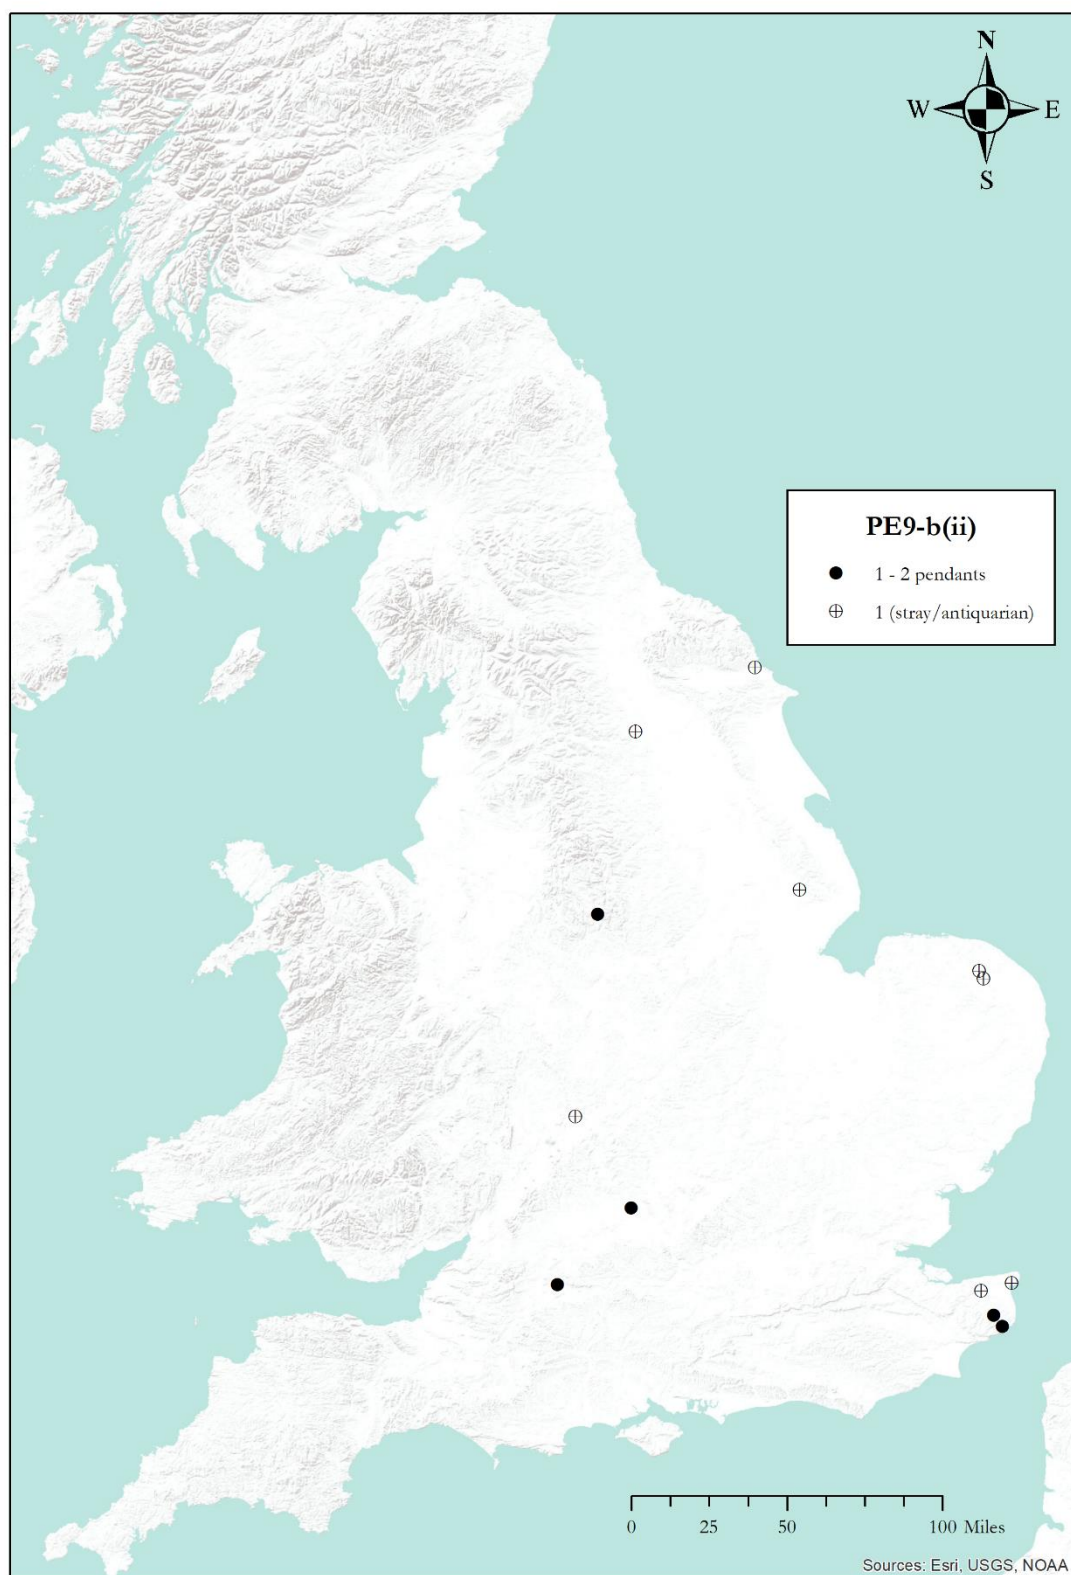 N
W E
S
PE9-b(ii)
1 - 2 pendants
1 (stray/antiquarian)
0 25 50 100 Miles
Sources: Esri, USGS, NOAA